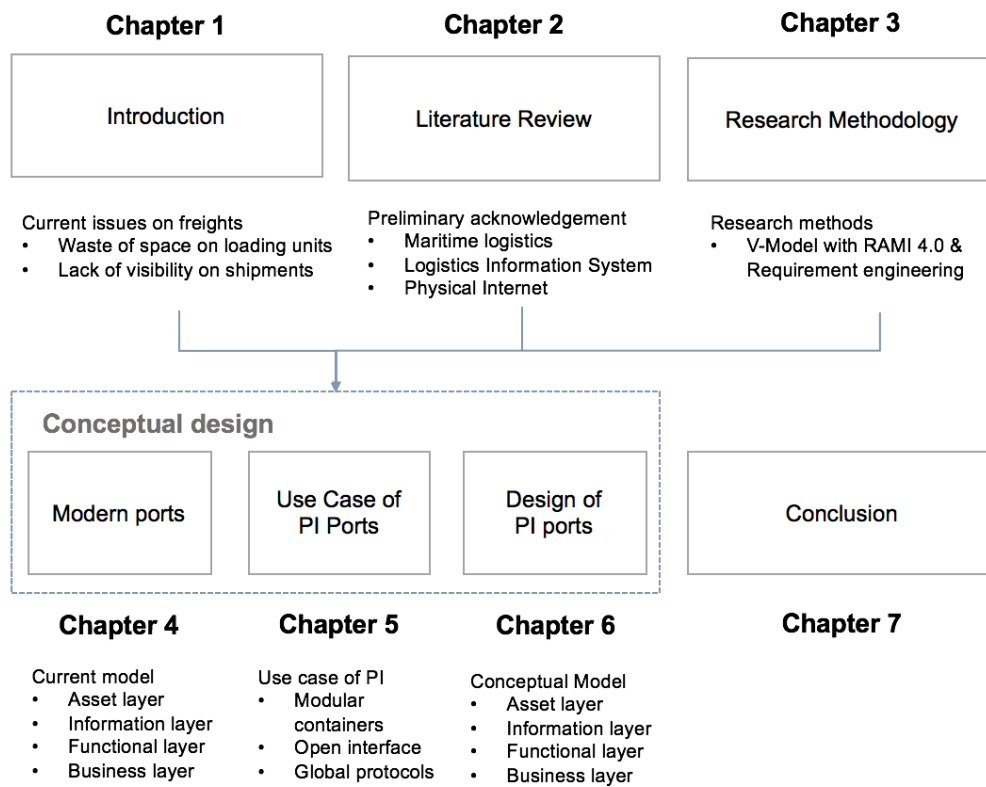 Chapter 1
Chapter 2
Chapter 3
Introduction
Literature Review
Research Methodology
Current issues on freights
• Waste of space on loading units
• Lack of visibility on shipments
Preliminary acknowledgement
• Maritime logistics
• Logistics Information System
• Physical Internet
Research methods
• V-Model with RAMI 4.0 &
Requirement engineering
Conceptual design
Modern ports
Use Case of
PI Ports
Design of
PI ports
Conclusion
Chapter 4
Chapter 5
Chapter 6
Chapter 7
Current model
• Asset layer
• Information layer
• Functional layer
• Business layer
Use case of PI
• Modular
containers
• Open interface
• Global protocols
Conceptual Model
• Asset layer
• Information layer
• Functional layer
• Business layer